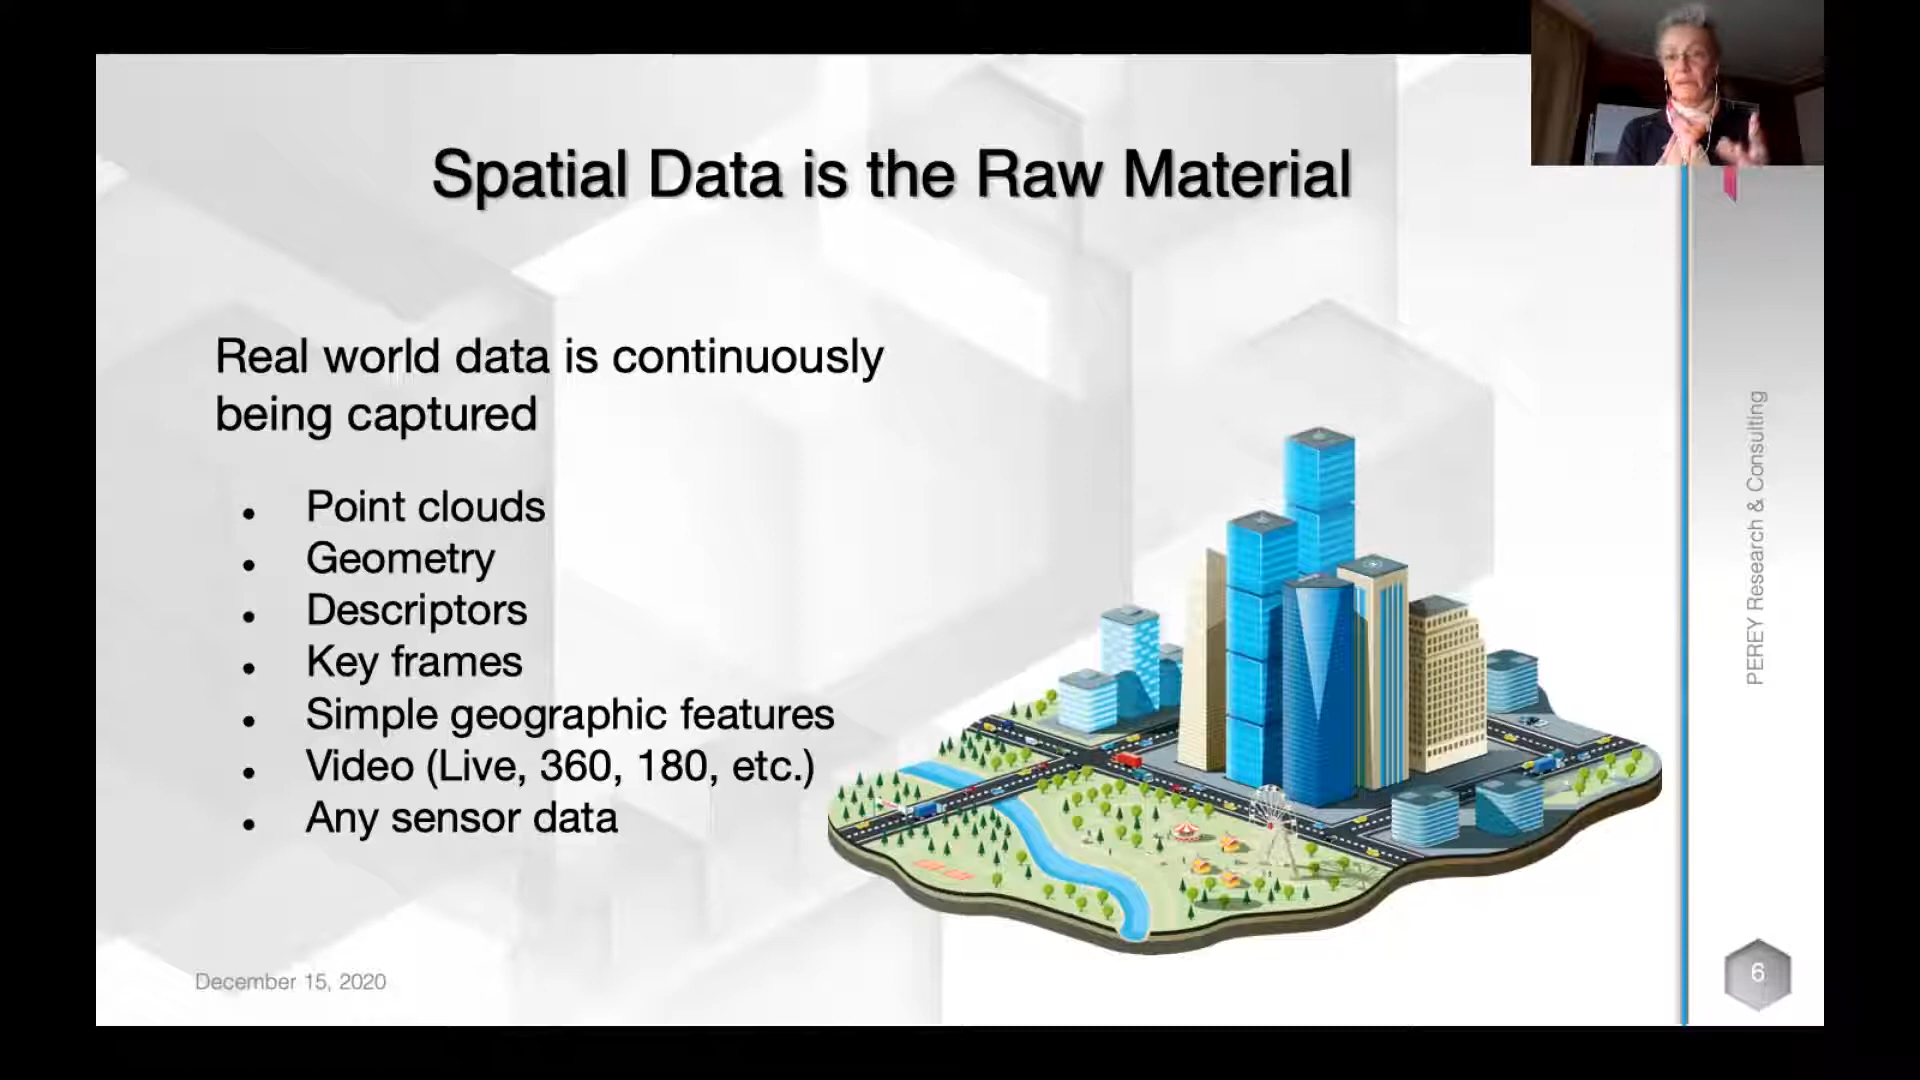 Spatial Data is the Raw Material
Real world data is continuously
being captured
• Point clouds
• Geometry
• Descriptors
• Key frames
• Simple geographic features
• Video (Live, 360, 180, etc.)
• Any sensor data
PEREY Research & Consulting
December 15, 2020
6